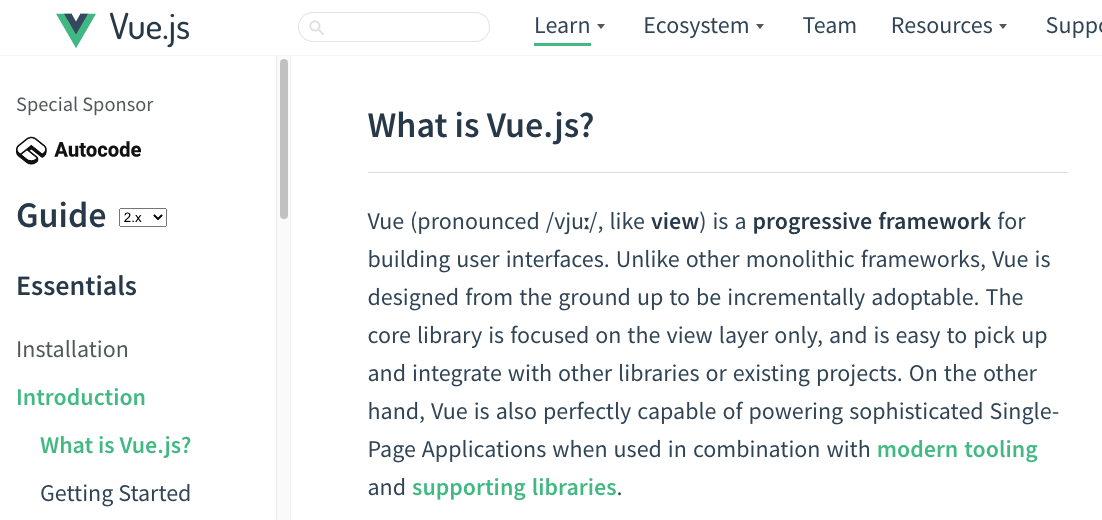 Vue.js
Learn
Ecosystem
Team
Resources
Special Sponsor
Autocode
Guide 2.x
Essentials
Installation
Introduction
What is Vue.js?
Getting Started
What is Vue.js?
Vue (pronounced /vjuː/, like view) is a progressive framework for
building user interfaces. Unlike other monolithic frameworks, Vue is
designed from the ground up to be incrementally adoptable. The
core library is focused on the view layer only, and is easy to pick up
and integrate with other libraries or existing projects. On the other
hand, Vue is also perfectly capable of powering sophisticated Single-
Page Applications when used in combination with modern tooling
and supporting libraries.